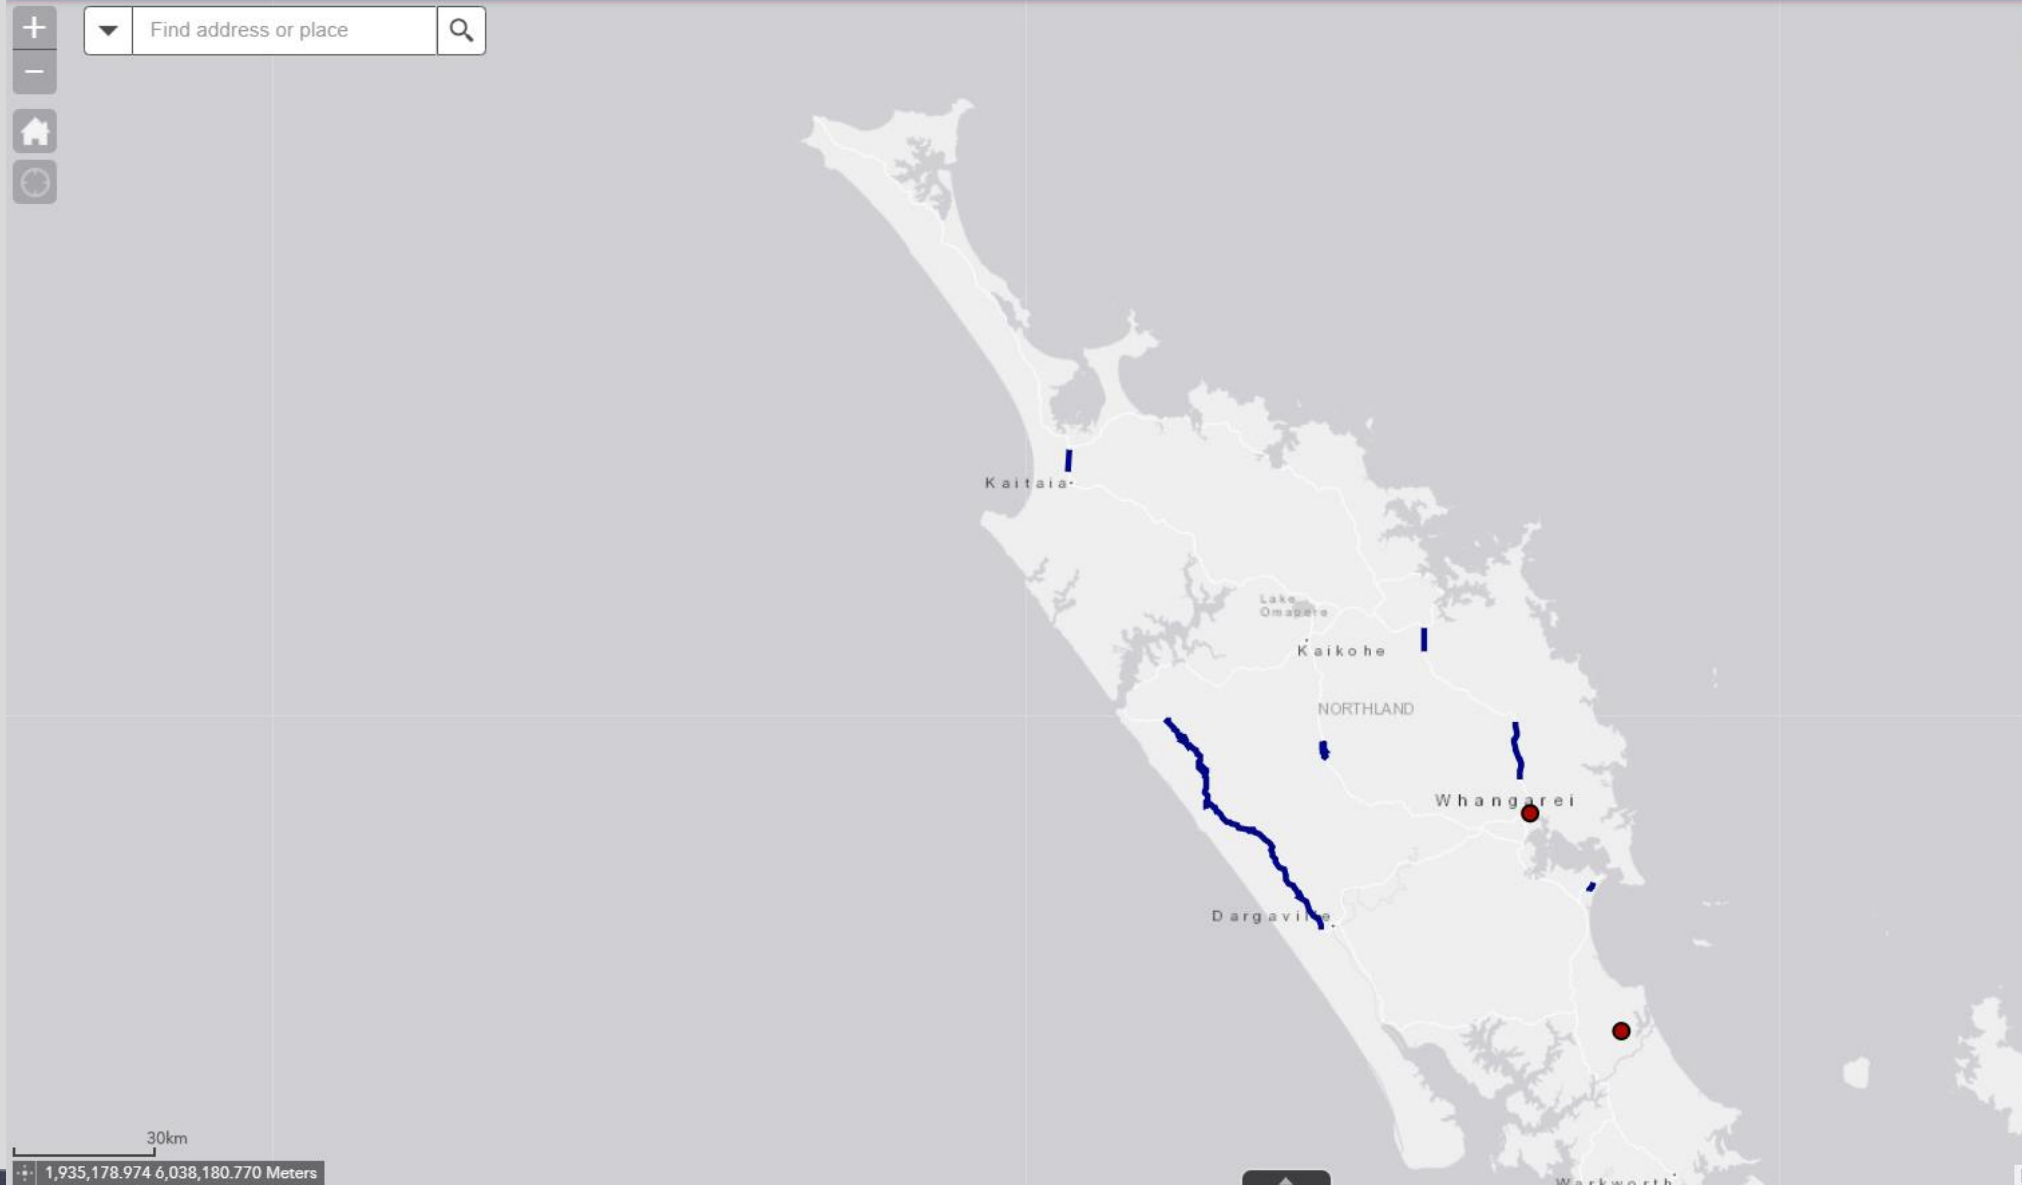 +
Find address or place
−
Kaitaia
Lake
Omapere
Kaikohe
NORTHLAND
Whangarei
Dargaville
30km
1,935,178.974 6,038,180.770 Meters
Warkworth